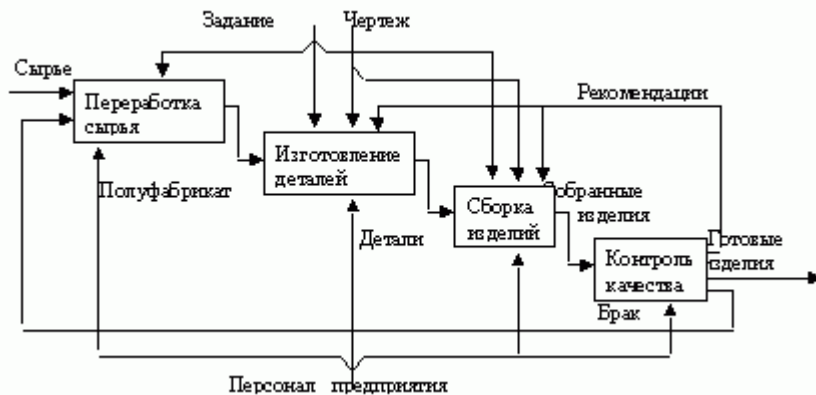 Задание
Чертеж
Сырье
Переработка
сырья
Рекомендации
Изготовление
деталей
Полуфабрикат
Собранные
изделия
Сборка
изделий
Детали
Готовые
изделия
Контроль
качества
Брак
Персонал предприятия